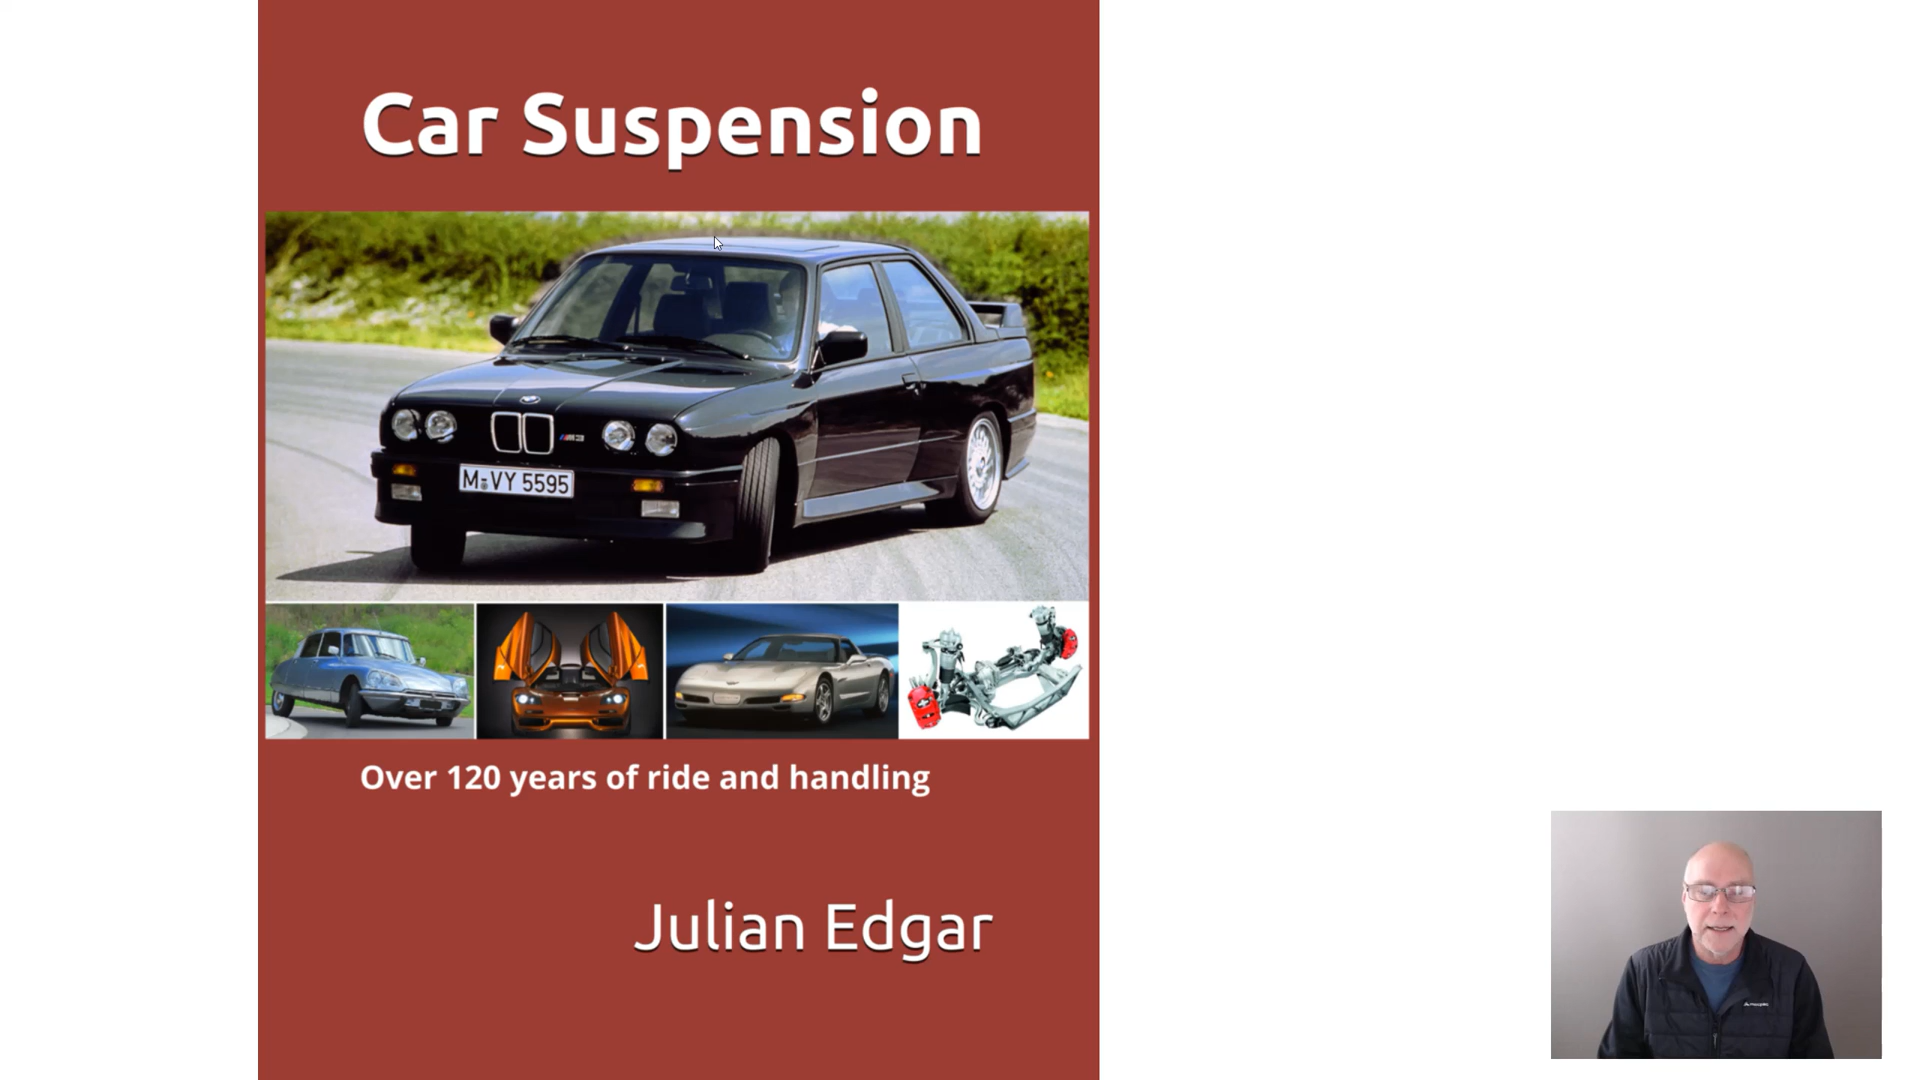 Car Suspension
M VY 5595
Over 120 years of ride and handling
Julian Edgar